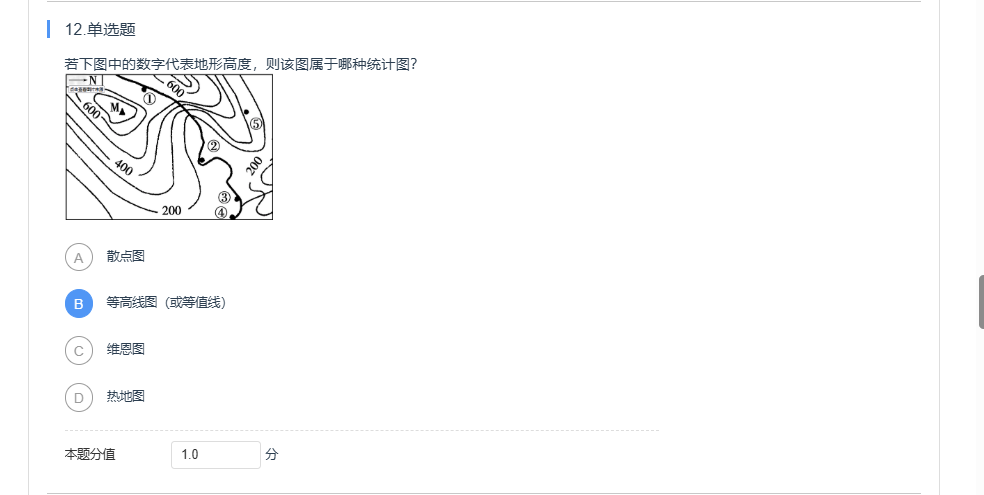 12.单选题
若下图中的数字代表地形高度，则该图属于哪种统计图？
N
600
600
M
①
⑤
②
400
200
③
200
④
A 散点图
B 等高线图（或等值线）
C 维恩图
D 热地图
本题分值 1.0 分